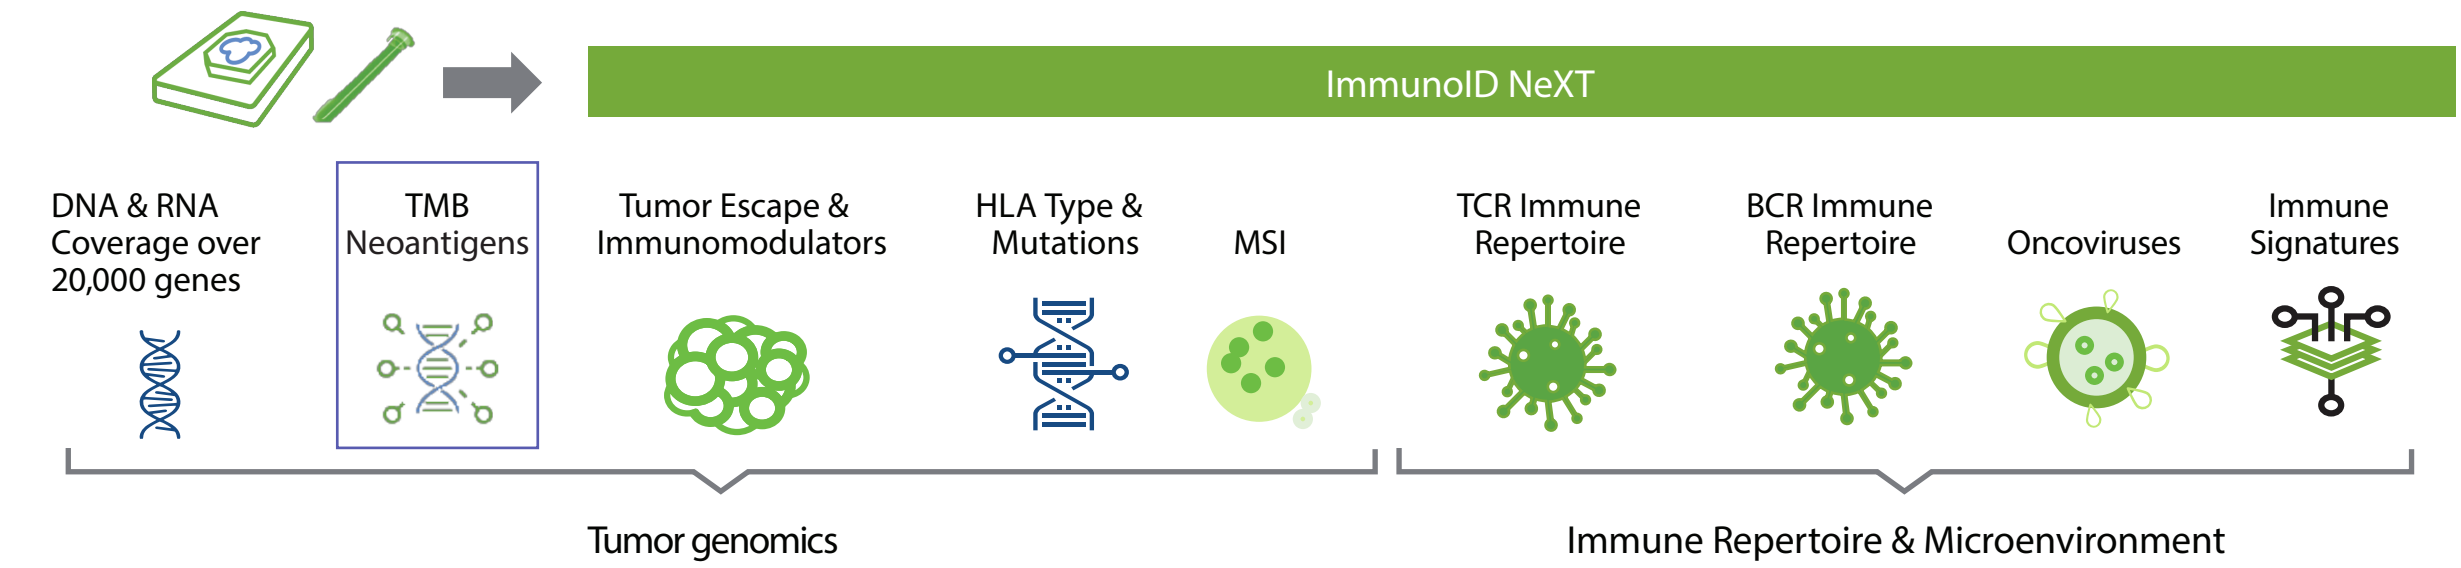 ImmunoID NeXT
DNA & RNA
Coverage over
20,000 genes
TMB
Neoantigens
Tumor Escape &
Immunomodulators
HLA Type &
Mutations
MSI
TCR Immune
Repertoire
BCR Immune
Repertoire
Oncoviruses
Immune
Signatures
Tumor genomics
Immune Repertoire & Microenvironment